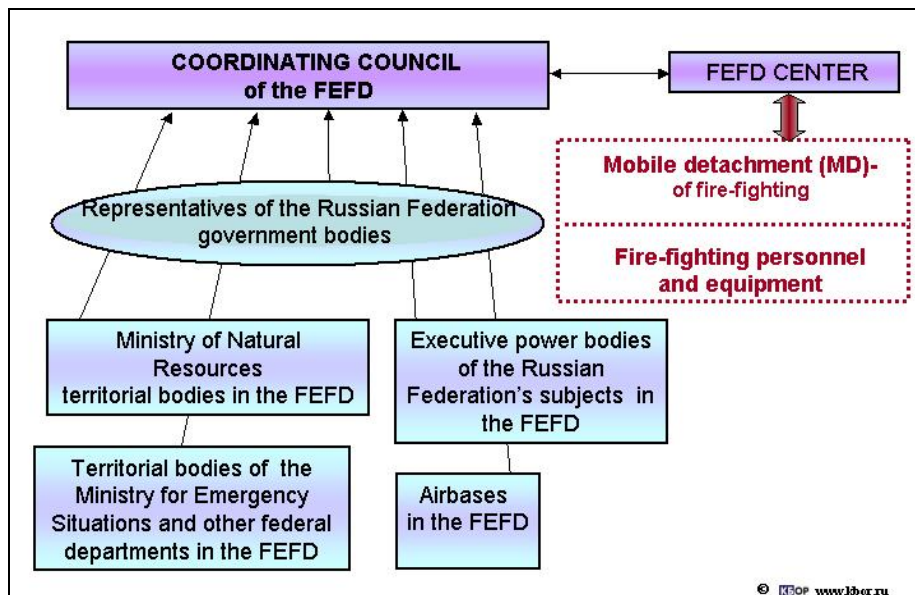 COORDINATING COUNCIL
of the FEFD
FEFD CENTER
Mobile detachment (MD)-
of fire-fighting
Fire-fighting personnel
and equipment
Representatives of the Russian Federation
government bodies
Ministry of Natural
Resources
territorial bodies in the FEFD
Executive power bodies
of the Russian
Federation's subjects in
the FEFD
Territorial bodies of the
Ministry for Emergency
Situations and other federal
departments in the FEFD
Airbases
in the FEFD
© КБОР www.kbor.ru